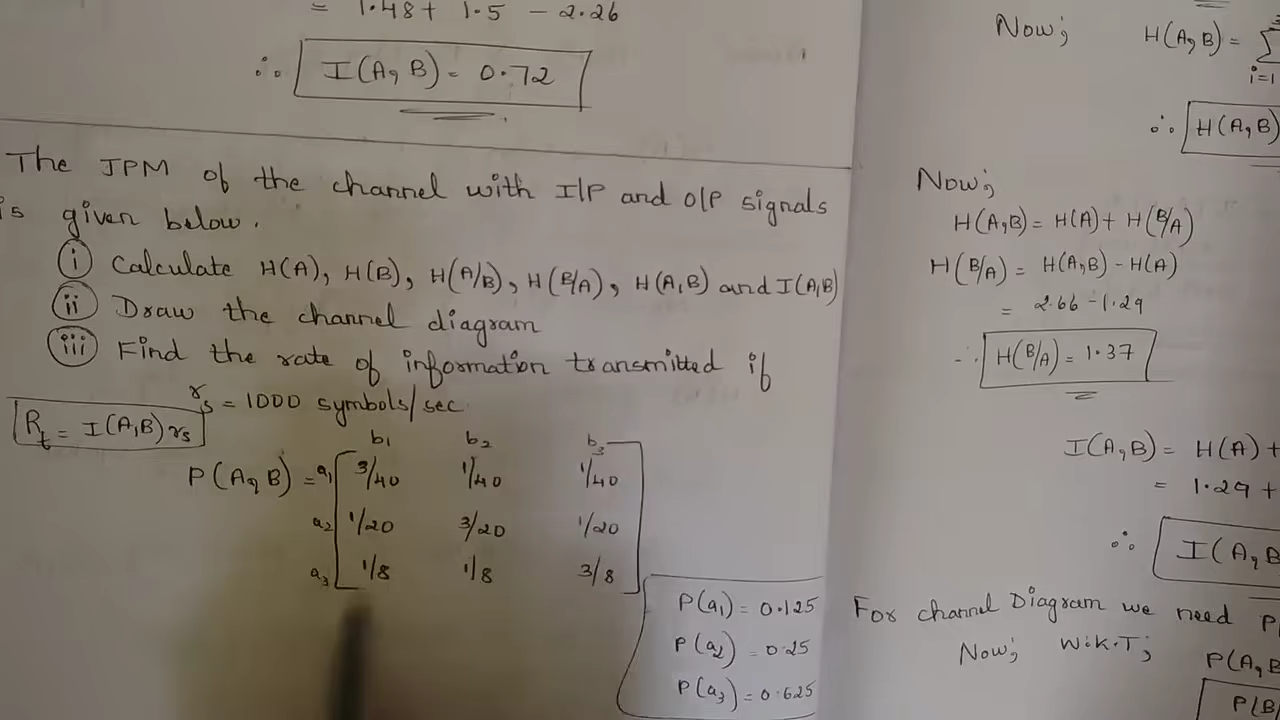 = 1.48 + 1.5 - 2.26
∴ I(A, B) = 0.72
The JPM of the channel with I/P and O/P signals
is given below.
(i) Calculate H(A), H(B), H(A/B), H(B/A), H(A,B) and I(A,B)
(ii) Draw the channel diagram
(iii) Find the rate of information transmitted if
rs = 1000 symbols/sec.
Rt = I(A,B) rs
b1 b2 b3
P(A, B) = a1 3/40 1/40 1/40
a2 1/20 3/20 1/20
a3 1/8 1/8 3/8
P(a1) = 0.125
P(a2) = 0.25
P(a3) = 0.625
Now; H(A, B) = Σ
i=1
∴ H(A, B)
Now;
H(A, B) = H(A) + H(B/A)
H(B/A) = H(A,B) - H(A)
= 2.66 - 1.29
∴ H(B/A) = 1.37
I(A, B) = H(A) +
= 1.29 +
∴ I(A, B
For channel Diagram we need P
Now; W.K.T;
P(A, B
P(B